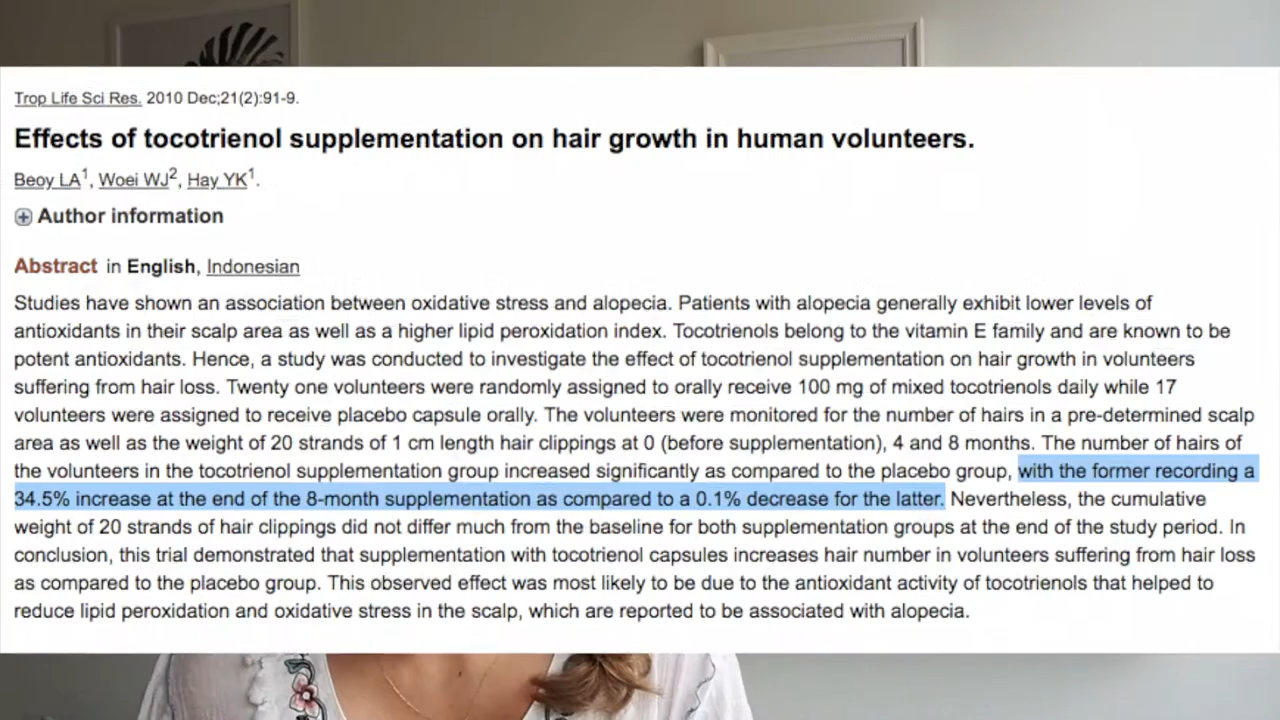 Trop Life Sci Res. 2010 Dec;21(2):91-9.
Effects of tocotrienol supplementation on hair growth in human volunteers.
Beoy LA1, Woei WJ2, Hay YK1.
Author information
Abstract in English, Indonesian
Studies have shown an association between oxidative stress and alopecia. Patients with alopecia generally exhibit lower levels of
antioxidants in their scalp area as well as a higher lipid peroxidation index. Tocotrienols belong to the vitamin E family and are known to be
potent antioxidants. Hence, a study was conducted to investigate the effect of tocotrienol supplementation on hair growth in volunteers
suffering from hair loss. Twenty one volunteers were randomly assigned to orally receive 100 mg of mixed tocotrienols daily while 17
volunteers were assigned to receive placebo capsule orally. The volunteers were monitored for the number of hairs in a pre-determined scalp
area as well as the weight of 20 strands of 1 cm length hair clippings at 0 (before supplementation), 4 and 8 months. The number of hairs of
the volunteers in the tocotrienol supplementation group increased significantly as compared to the placebo group, with the former recording a
34.5% increase at the end of the 8-month supplementation as compared to a 0.1% decrease for the latter. Nevertheless, the cumulative
weight of 20 strands of hair clippings did not differ much from the baseline for both supplementation groups at the end of the study period. In
conclusion, this trial demonstrated that supplementation with tocotrienol capsules increases hair number in volunteers suffering from hair loss
as compared to the placebo group. This observed effect was most likely to be due to the antioxidant activity of tocotrienols that helped to
reduce lipid peroxidation and oxidative stress in the scalp, which are reported to be associated with alopecia.